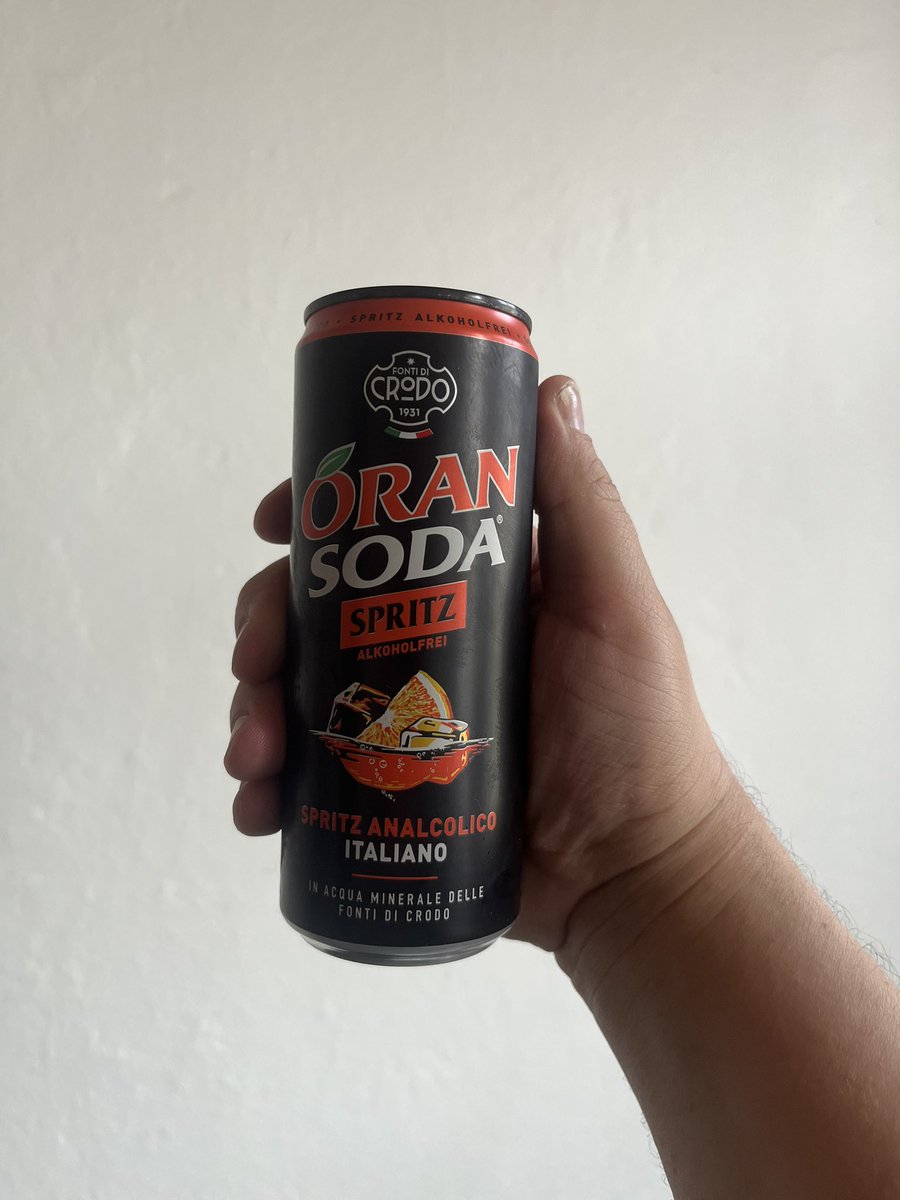 • SPRITZ ALKOHOLFREI •
FONTI DI
CRODO
1931
ORAN
SODA®
SPRITZ
ALKOHOLFREI
SPRITZ ANALCOLICO
ITALIANO
IN ACQUA MINERALE DELLE
FONTI DI CRODO